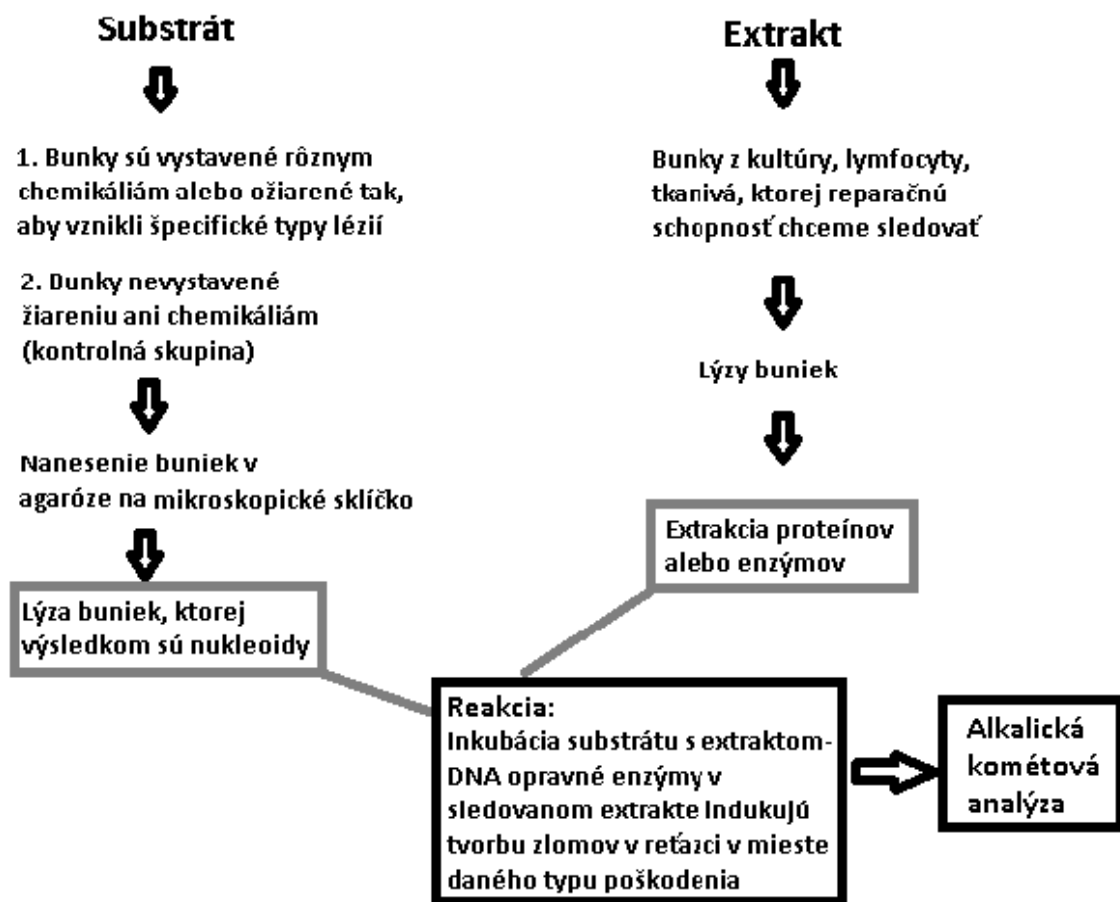 Substrát
1. Bunky sú vystavené rôznym
chemikáliám alebo ožiarené tak,
aby vznikli špecifické typy lézií
2. Dunky nevystavené
žiareniu ani chemikáliám
(kontrolná skupina)
Nanesenie buniek v
agaróze na mikroskopické sklíčko
Lýza buniek, ktorej
výsledkom sú nukleoidy
Extrakt
Bunky z kultúry, lymfocyty,
tkanivá, ktorej reparačnú
schopnosť chceme sledovať
Lýzy buniek
Extrakcia proteínov
alebo enzýmov
Reakcia:
Inkubácia substrátu s extraktom-
DNA opravné enzýmy v
sledovanom extrakte indukujú
tvorbu zlomov v reťazci v mieste
daného typu poškodenia
Alkalická
kométová
analýza